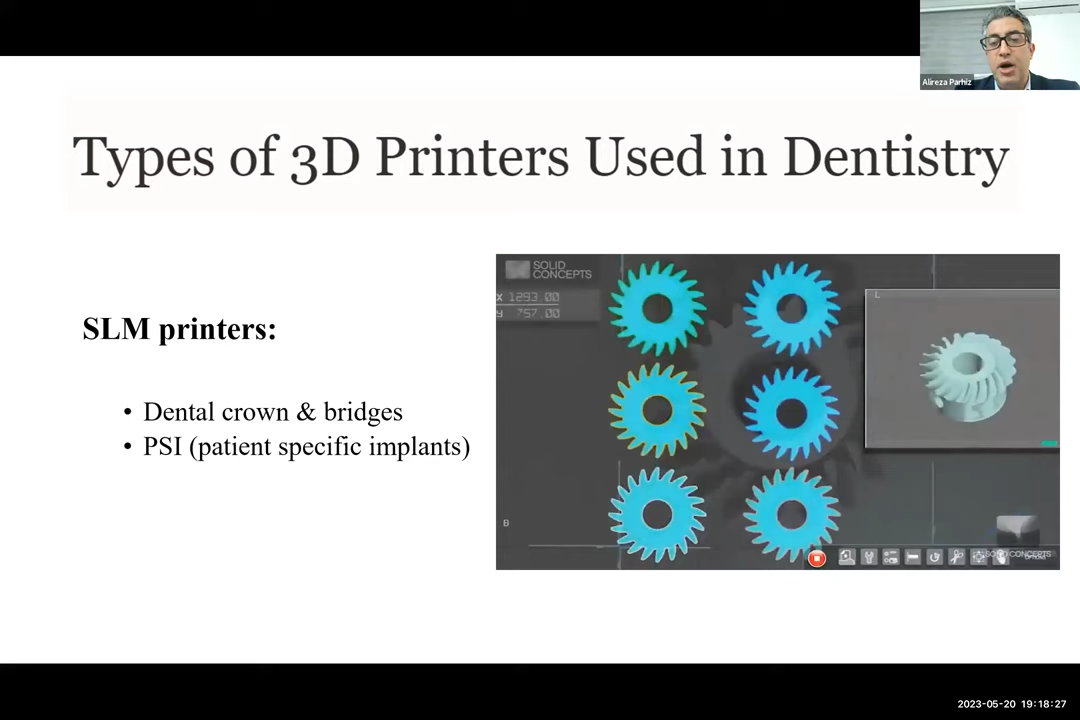 Alireza Parhiz
Types of 3D Printers Used in Dentistry
SLM printers:
• Dental crown & bridges
• PSI (patient specific implants)
SOLID
CONCEPTS
X 1293.00
Y 757.00
L
B
SOLID CONCEPTS
2023-05-20 19:18:27